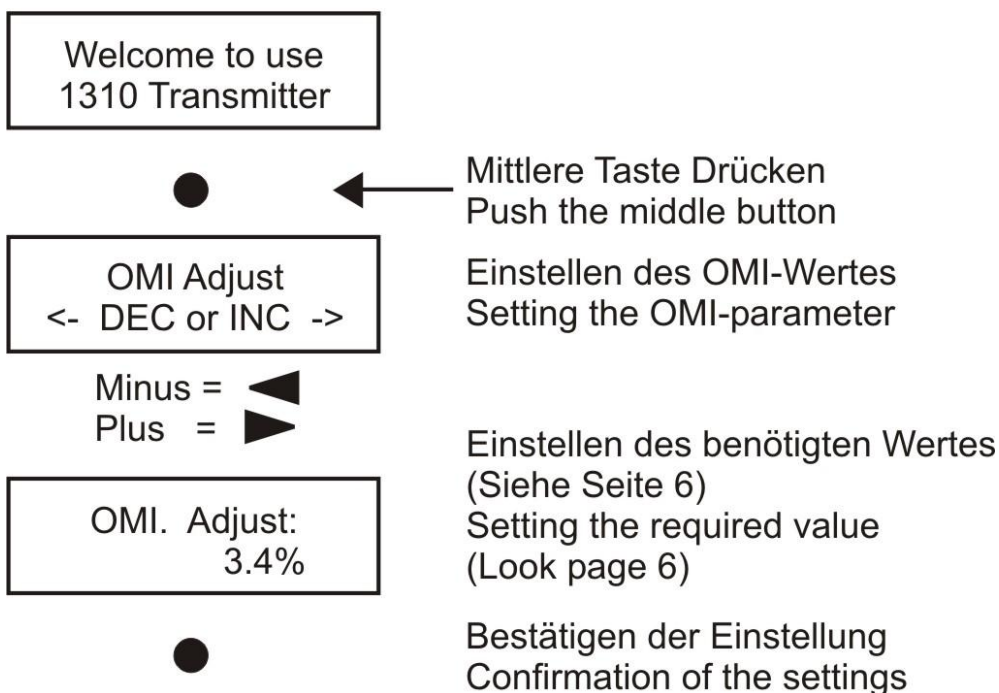 Welcome to use
1310 Transmitter
Mittlere Taste Drücken
Push the middle button
OMI Adjust
<- DEC or INC ->
Einstellen des OMI-Wertes
Setting the OMI-parameter
Minus =
Plus =
Einstellen des benötigten Wertes
(Siehe Seite 6)
Setting the required value
(Look page 6)
OMI. Adjust:
3.4%
Bestätigen der Einstellung
Confirmation of the settings